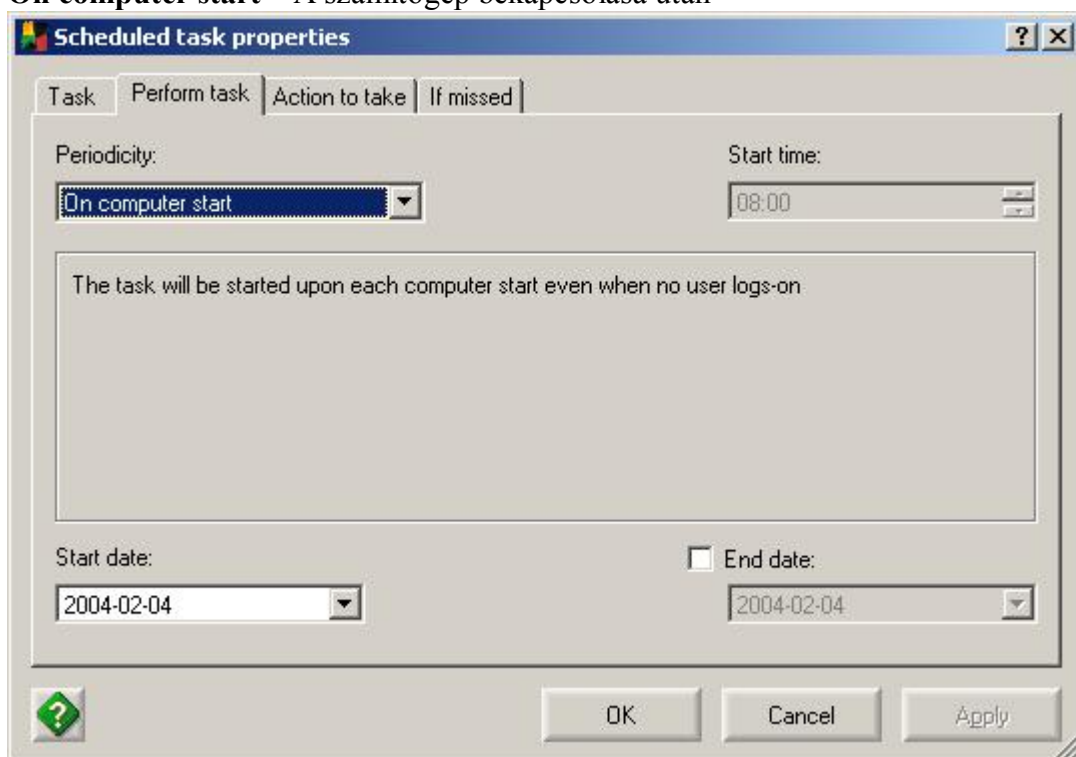 On computer start – A számítógép bekapcsolása után
Scheduled task properties
Task Perform task Action to take If missed
Periodicity: Start time:
On computer start 08:00
The task will be started upon each computer start even when no user logs-on
Start date: End date:
2004-02-04 2004-02-04
OK Cancel Apply